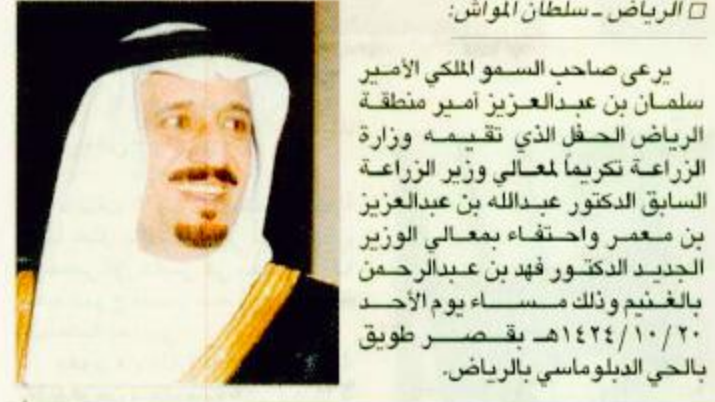 □ الرياض ـ سلطان المواش:
يرعى صاحب السمو الملكي الأمير
سلمان بن عبدالعزيز أمير منطقة
الرياض الحفل الذي تقيمه وزارة
الزراعة تكريماً لمعالي وزير الزراعة
السابق الدكتور عبدالله بن عبدالعزيز
بن معمر واحتفاء بمعالي الوزير
الجديد الدكتور فهد بن عبدالرحمن
بالغنيم وذلك مساء يوم الأحد
١٤٢٤/١٠/٢٠هـ بقصر طويق
بالحي الدبلوماسي بالرياض.